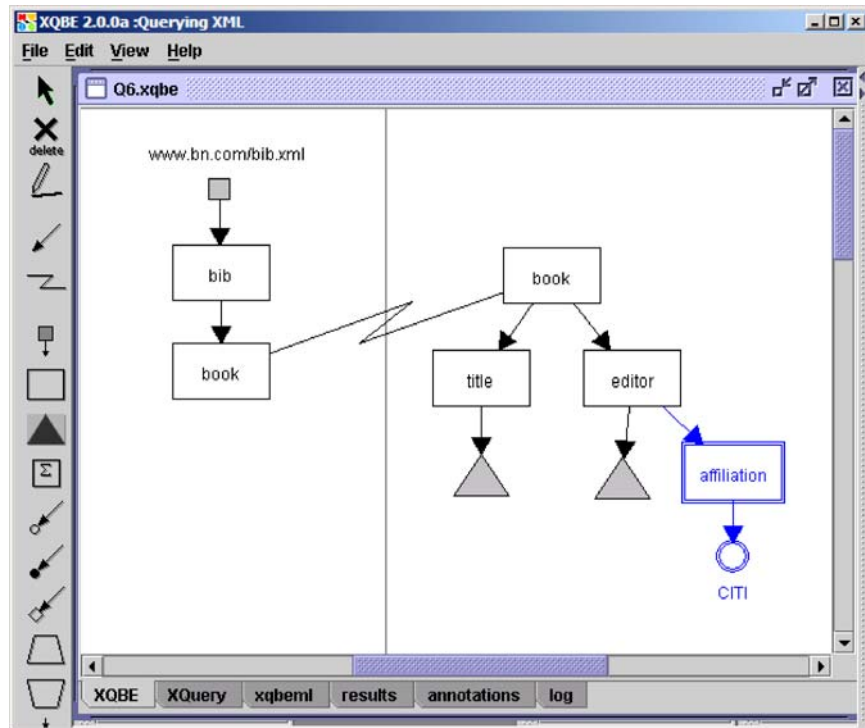 XQBE 2.0.0a :Querying XML
File Edit View Help
Q6.xqbe
delete
www.bn.com/bib.xml
bib
book
book
title
editor
affiliation
CITI
Σ
XQBE XQuery xqbeml results annotations log